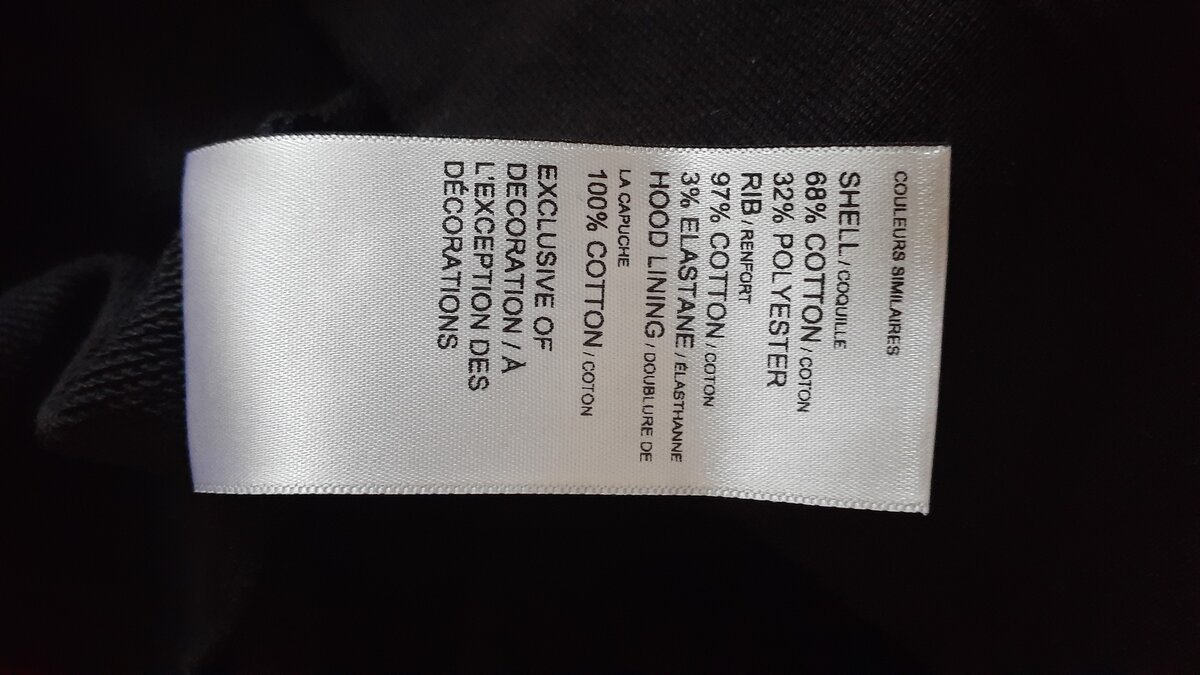 COULEURS SIMILAIRES
SHELL / COQUILLE
68% COTTON / COTON
32% POLYESTER
RIB / RENFORT
97% COTTON / COTON
3% ELASTANE / ÉLASTHANNE
HOOD LINING / DOUBLURE DE
LA CAPUCHE
100% COTTON / COTON
EXCLUSIVE OF
DECORATION / À
L'EXCEPTION DES
DÉCORATIONS